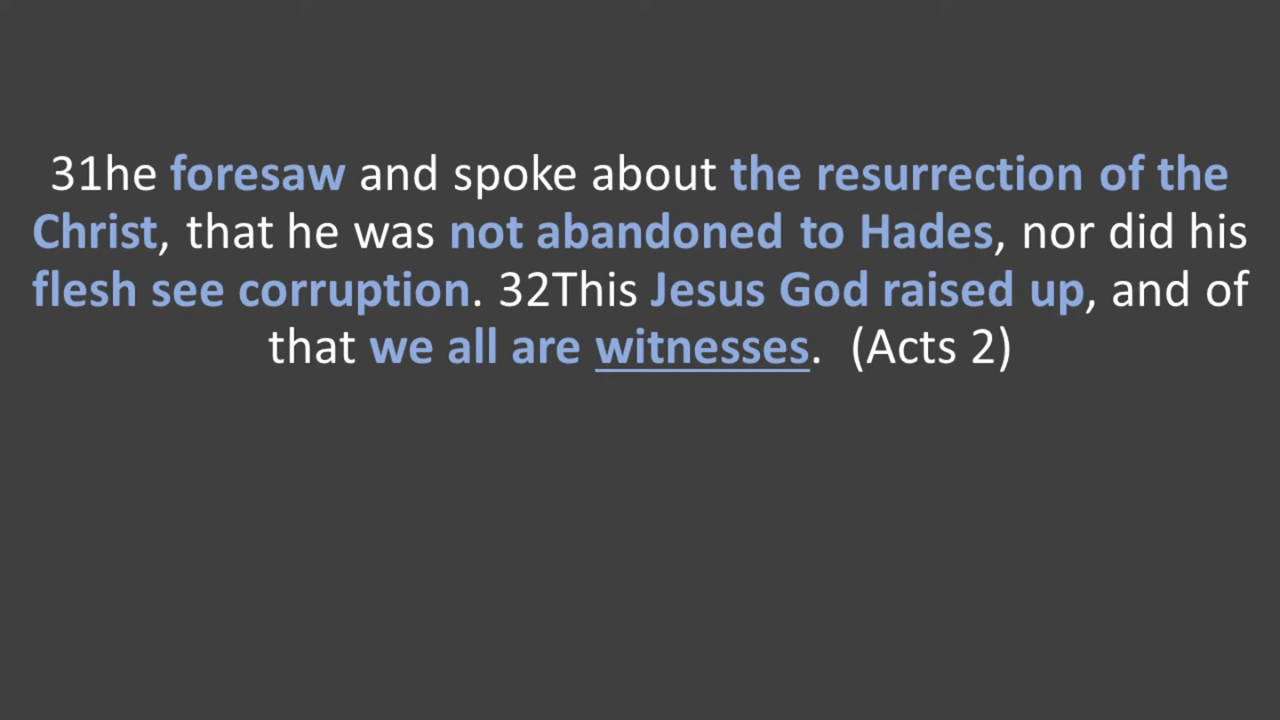 31he foresaw and spoke about the resurrection of the
Christ, that he was not abandoned to Hades, nor did his
flesh see corruption. 32This Jesus God raised up, and of
that we all are witnesses.  (Acts 2)